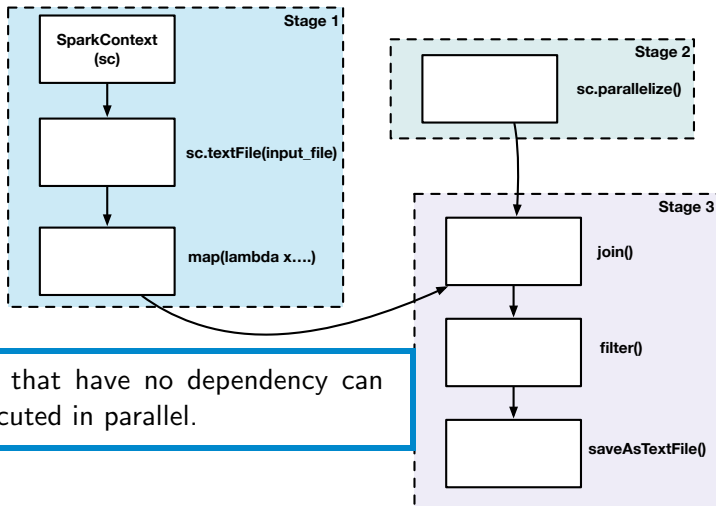 Stage 1
SparkContext
(sc)
sc.textFile(input_file)
map(lambda x....)
Stage 2
sc.parallelize()
Stage 3
join()
filter()
saveAsTextFile()
that have no dependency can
cuted in parallel.